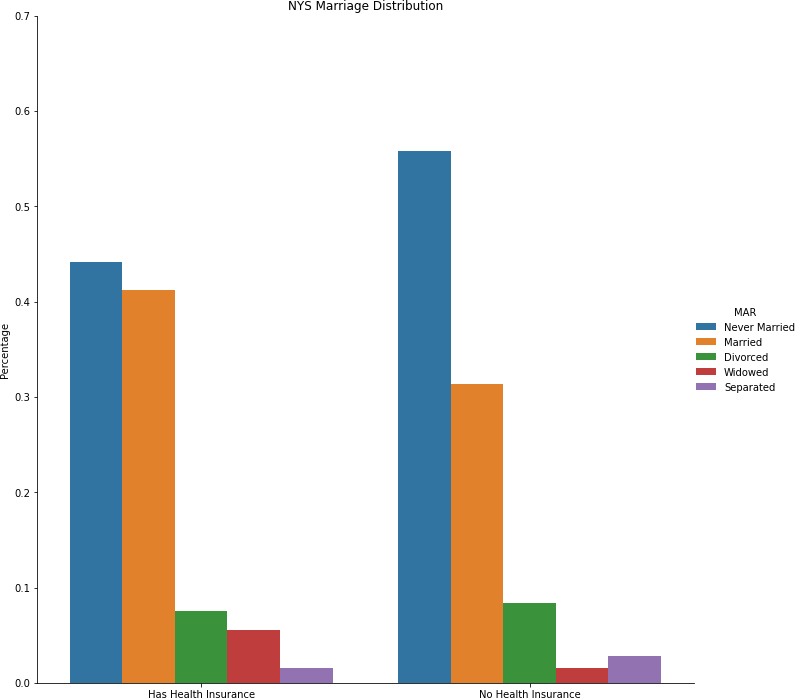 NYS Marriage Distribution
0.7
0.6
0.5
0.4
0.3
0.2
0.1
0.0
Percentage
Has Health Insurance
No Health Insurance
MAR
Never Married
Married
Divorced
Widowed
Separated